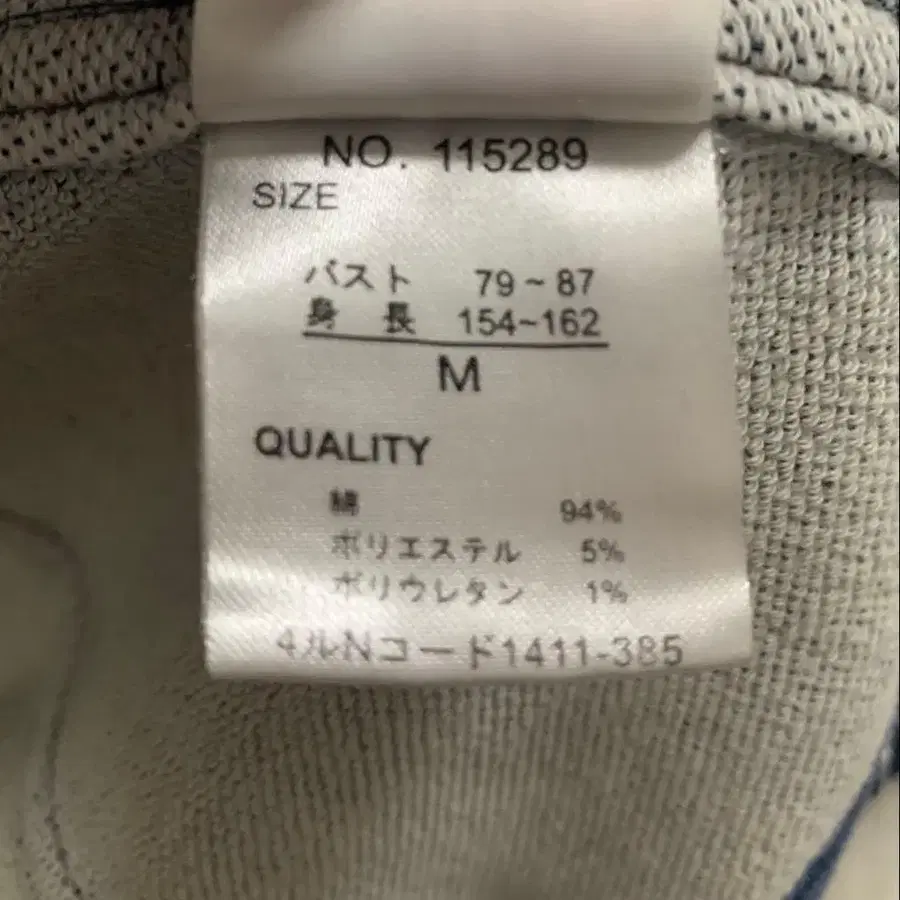 NO. 115289
SIZE
バスト 79~87
身 長 154~162
M
QUALITY
綿 94%
ポリエステル 5%
ポリウレタン 1%
4ルNコード1411-385